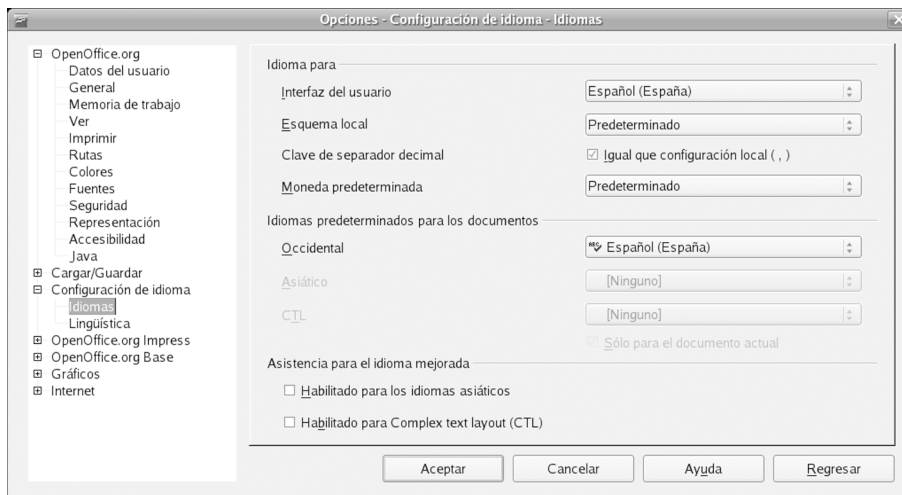 Opciones - Configuración de idioma - Idiomas
OpenOffice.org
Datos del usuario
General
Memoria de trabajo
Ver
Imprimir
Rutas
Colores
Fuentes
Seguridad
Representación
Accesibilidad
Java
Cargar/Guardar
Configuración de idioma
Idiomas
Lingüística
OpenOffice.org Impress
OpenOffice.org Base
Gráficos
Internet
Idioma para
Interfaz del usuario Español (España)
Esquema local Predeterminado
Clave de separador decimal Igual que configuración local ( , )
Moneda predeterminada Predeterminado
Idiomas predeterminados para los documentos
Occidental ABC Español (España)
Asiático [Ninguno]
CTL [Ninguno]
Sólo para el documento actual
Asistencia para el idioma mejorada
Habilitado para los idiomas asiáticos
Habilitado para Complex text layout (CTL)
Aceptar Cancelar Ayuda Regresar